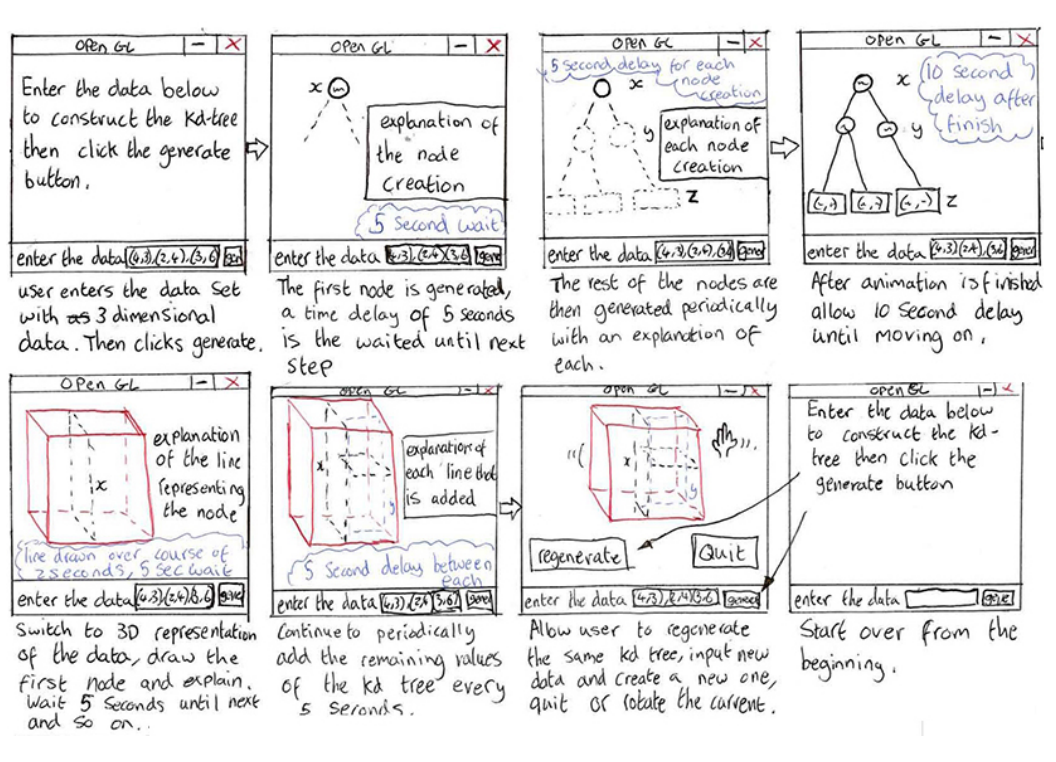 Open GL
Enter the data below
to construct the Kd-tree
then click the generate
button.
enter the data (4,3),(2,4),(3,6) gen
user enters the data set
with as 3 dimensional
data. Then clicks generate.
Open GL
x
explanation of
the node
creation
5 second wait
enter the data (4,3),(2,4)(3,6 gene
The first node is generated,
a time delay of 5 seconds
is the waited until next
step
Open GL
5 second delay for each
node
creation
x
y
explanation of
each node
creation
z
enter the data (4,3),(2,4),(3,6) gene
The rest of the nodes are
then generated periodically
with an explanation of
each.
Open GL
10 second
delay after
finish
x
y
(-,-) (-,-) (-,-) z
enter the data (4,3)(2,4),(3,6 gene
After animation is finished
allow 10 second delay
until moving on.
Open GL
explanation
of the line
representing
the node
x
line drawn over course of
2 seconds, 5 sec wait
enter the data (4,3),(2,4)(3,6) gene
Switch to 3D representation
of the data, draw the
first node and explain.
Wait 5 seconds until next
and so on..
Open GL
x
y
explanation of
each line that
is added
5 second delay between
each
enter the data (4,3),(2,4 (3,6) gene
Continue to periodically
add the remaining values
of the kd tree every
5 seconds.
Open GL
x
y
regenerate
Quit
enter the data (4,3),(2,4)(3,6) gene
Allow user to regenerate
the same kd tree, input new
data and create a new one,
quit or rotate the current.
Open GL
Enter the data below
to construct the Kd-
tree then click the
generate button
enter the data gene
Start over from the
beginning.